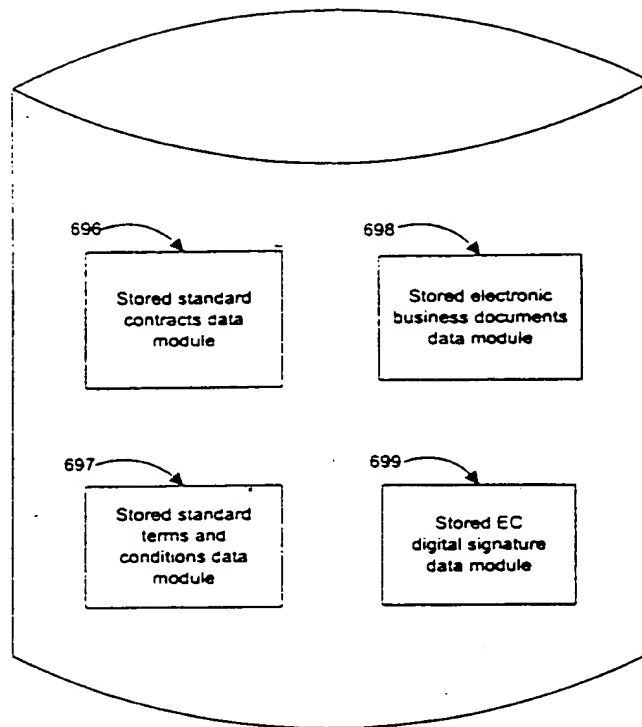 696
Stored standard
contracts data
module
698
Stored electronic
business documents
data module
697
Stored standard
terms and
conditions data
module
699
Stored EC
digital signature
data module